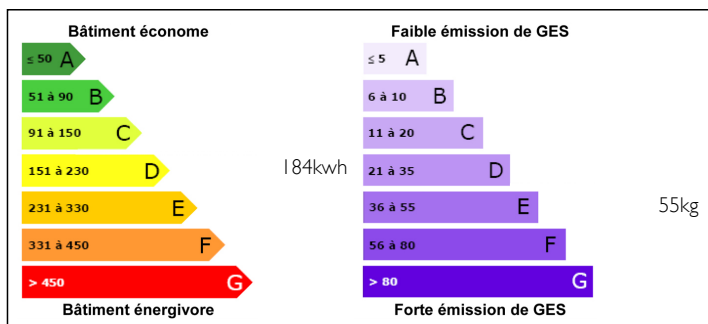 Bâtiment économe
≤ 50 A
51 à 90 B
91 à 150 C
151 à 230 D
231 à 330 E
331 à 450 F
> 450 G
Bâtiment énergivore
184kwh
Faible émission de GES
≤ 5 A
6 à 10 B
11 à 20 C
21 à 35 D
36 à 55 E
56 à 80 F
> 80 G
Forte émission de GES
55kg